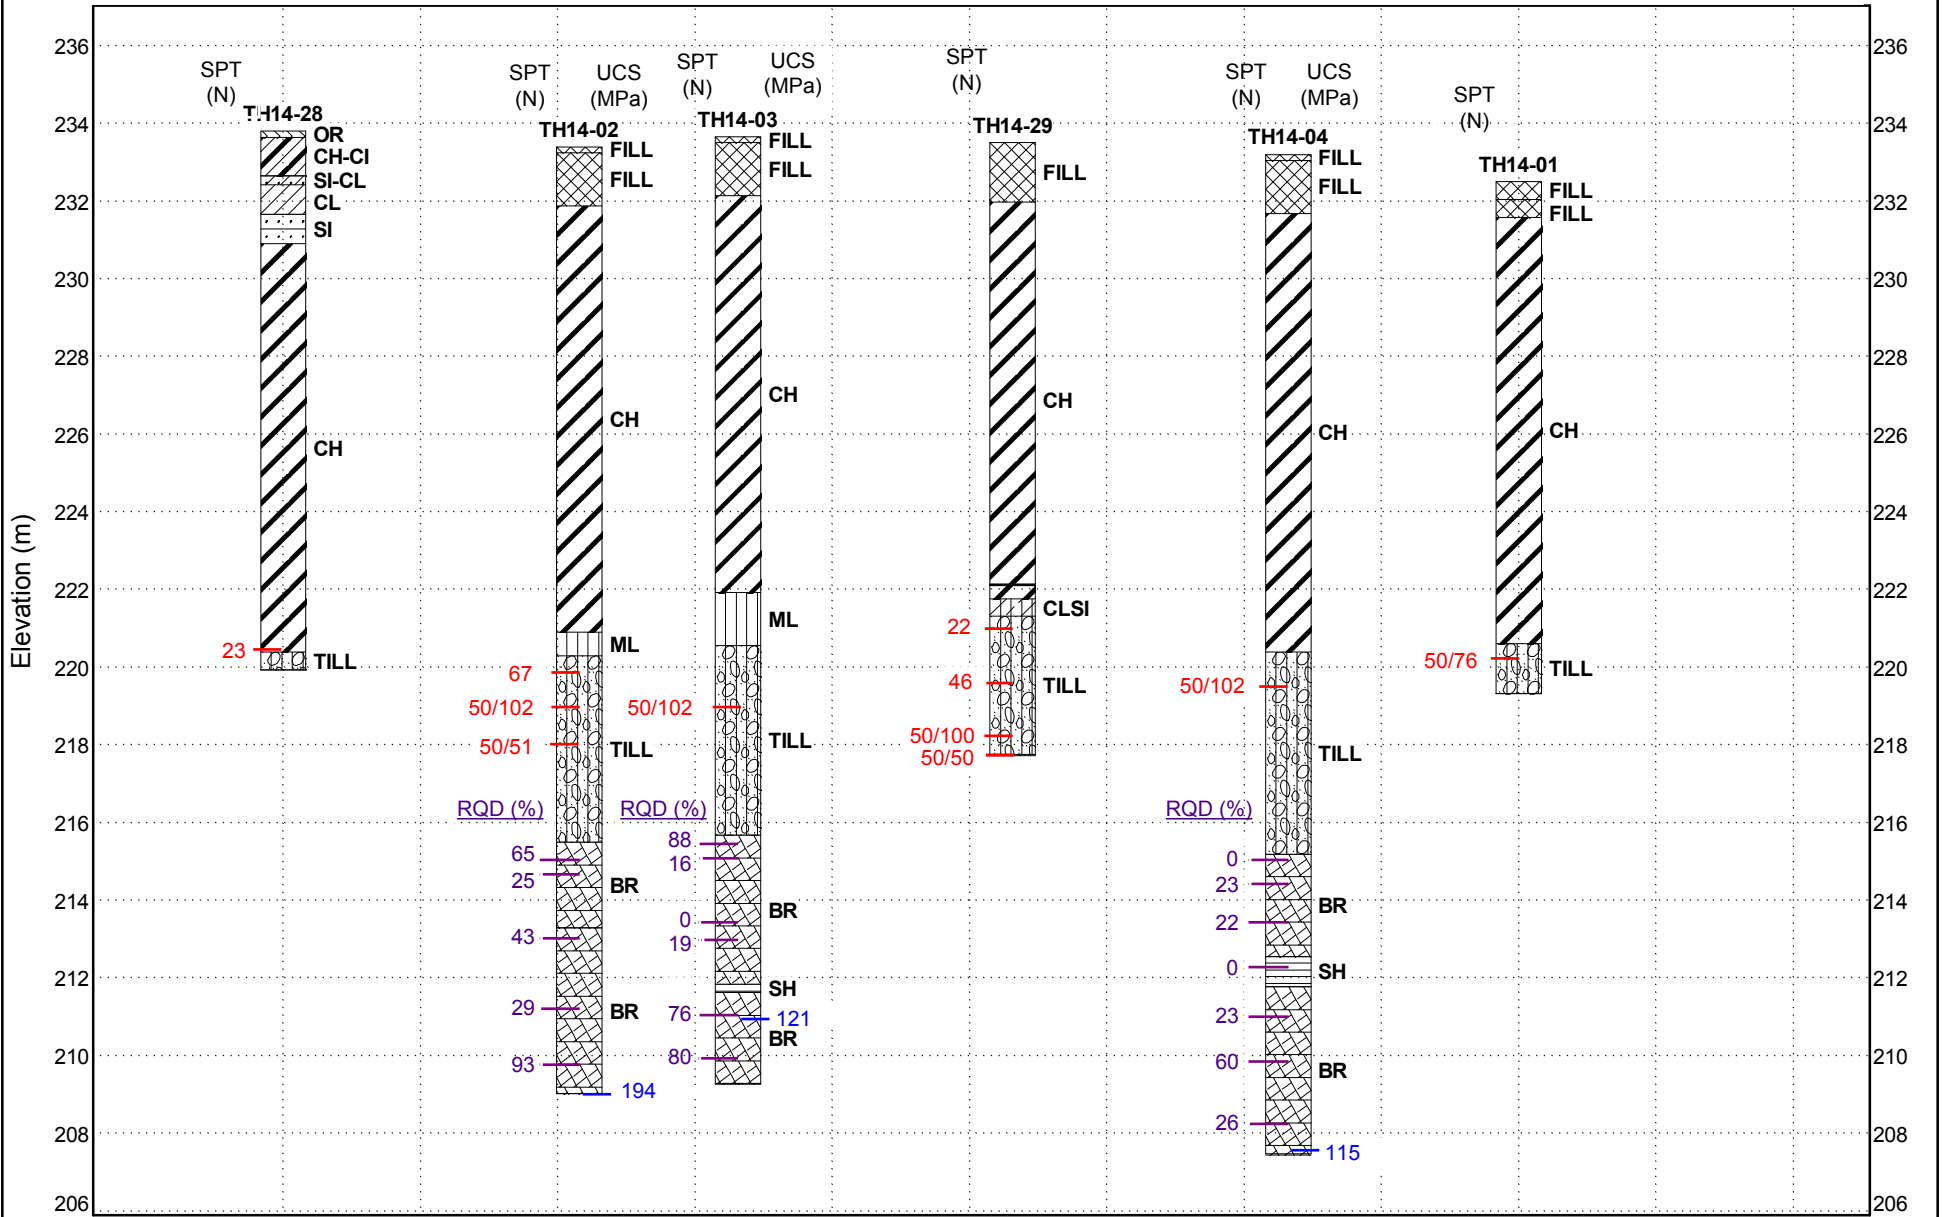 Elevation (m)
236
234
232
230
228
226
224
222
220
218
216
214
212
210
208
206
SPT
(N)
TH14-28
OR
CH-CI
SI-CL
CL
SI
CH
23
TILL
SPT
(N)
UCS
(MPa)
TH14-02
FILL
FILL
CH
ML
67
50/102
50/51
TILL
RQD (%)
65
25
BR
43
29
BR
93
194
SPT
(N)
UCS
(MPa)
TH14-03
FILL
FILL
CH
ML
50/102
TILL
RQD (%)
88
16
0
BR
19
SH
76
121
BR
80
SPT
(N)
TH14-29
FILL
CH
CLSI
22
46
TILL
50/100
50/50
SPT
(N)
UCS
(MPa)
TH14-04
FILL
FILL
CH
50/102
TILL
RQD (%)
0
23
BR
22
0
SH
23
60
BR
26
115
SPT
(N)
TH14-01
FILL
FILL
CH
50/76
TILL
236
234
232
230
228
226
224
222
220
218
216
214
212
210
208
206